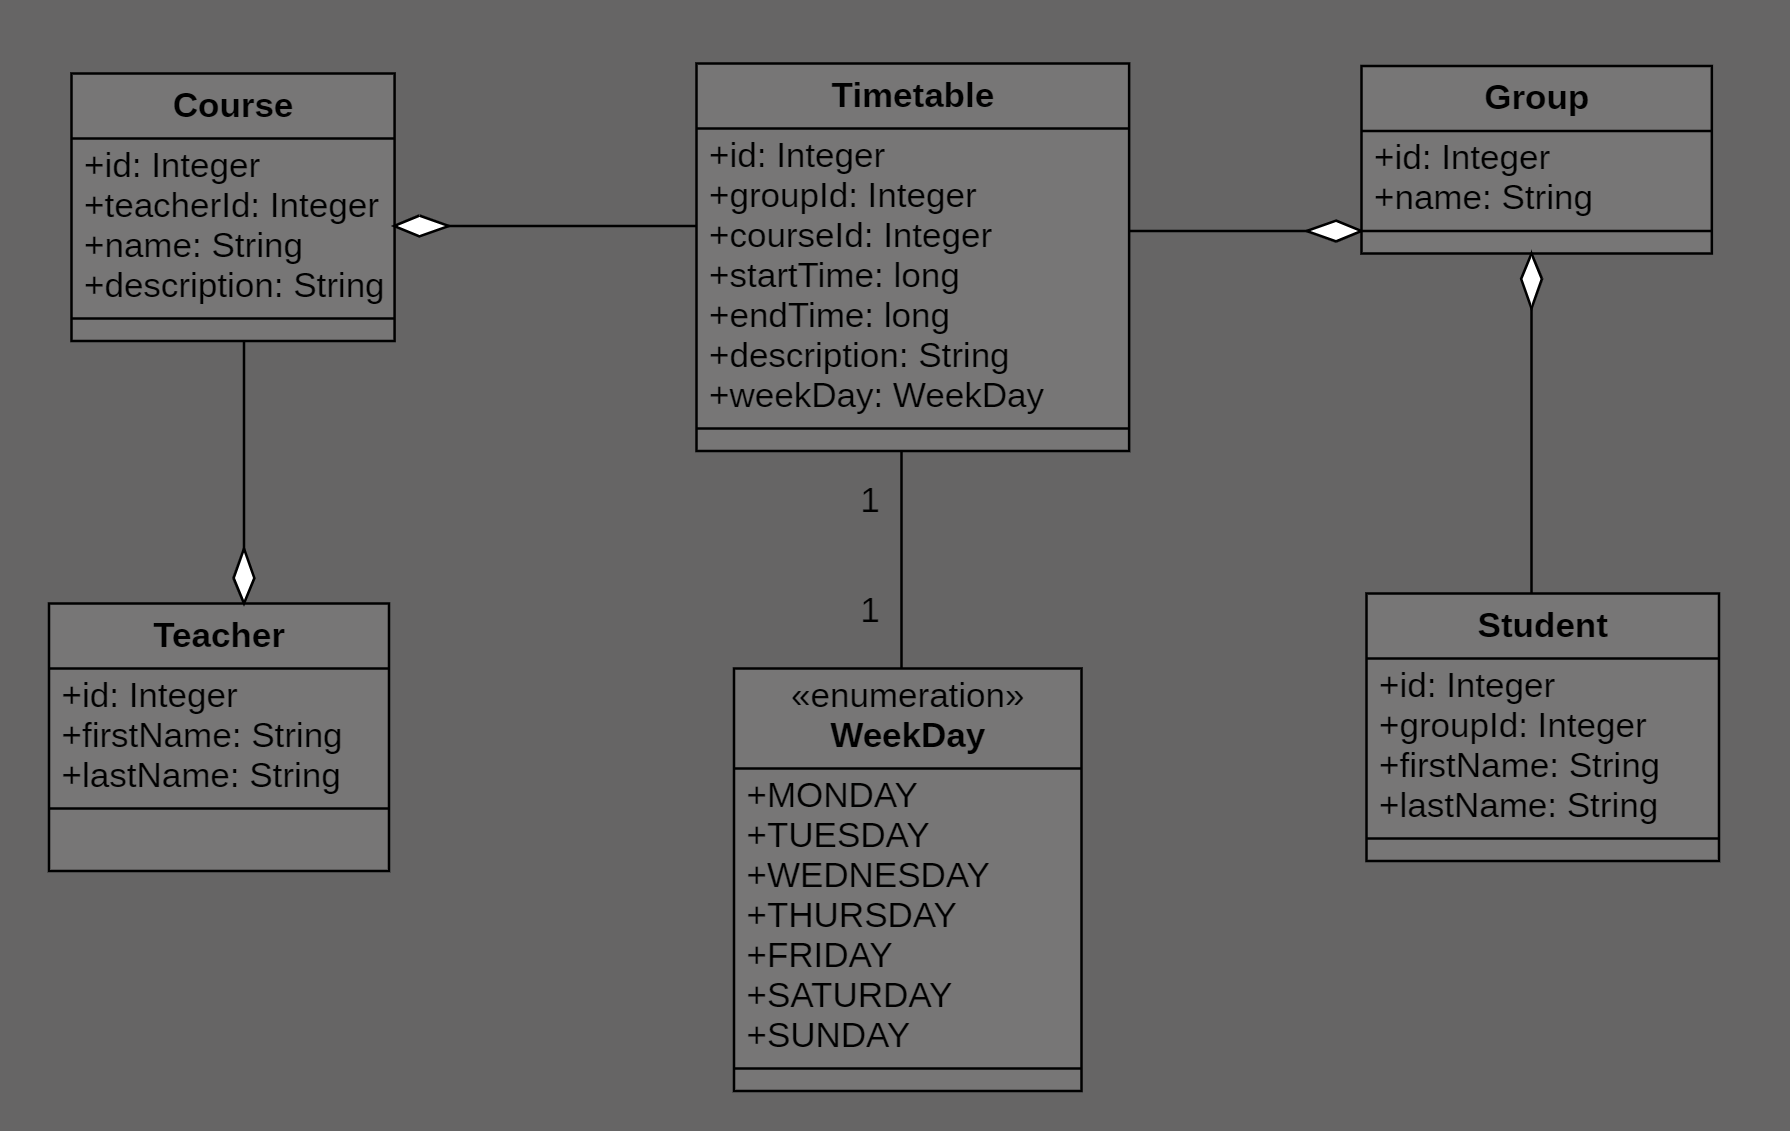 Course
+id: Integer
+teacherId: Integer
+name: String
+description: String
Timetable
+id: Integer
+groupId: Integer
+courseId: Integer
+startTime: long
+endTime: long
+description: String
+weekDay: WeekDay
Group
+id: Integer
+name: String
1
1
Teacher
+id: Integer
+firstName: String
+lastName: String
«enumeration»
WeekDay
+MONDAY
+TUESDAY
+WEDNESDAY
+THURSDAY
+FRIDAY
+SATURDAY
+SUNDAY
Student
+id: Integer
+groupId: Integer
+firstName: String
+lastName: String